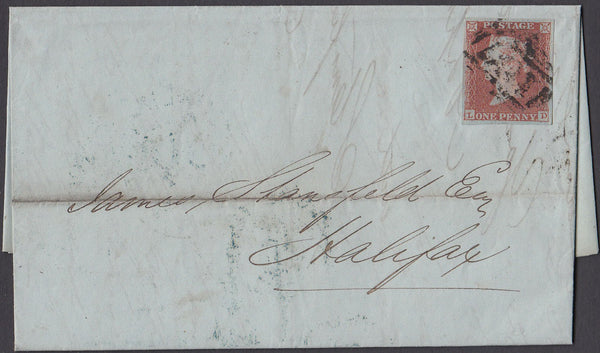 POSTAGE
L ONE PENNY D
James Stansfeld Esq
Halifax